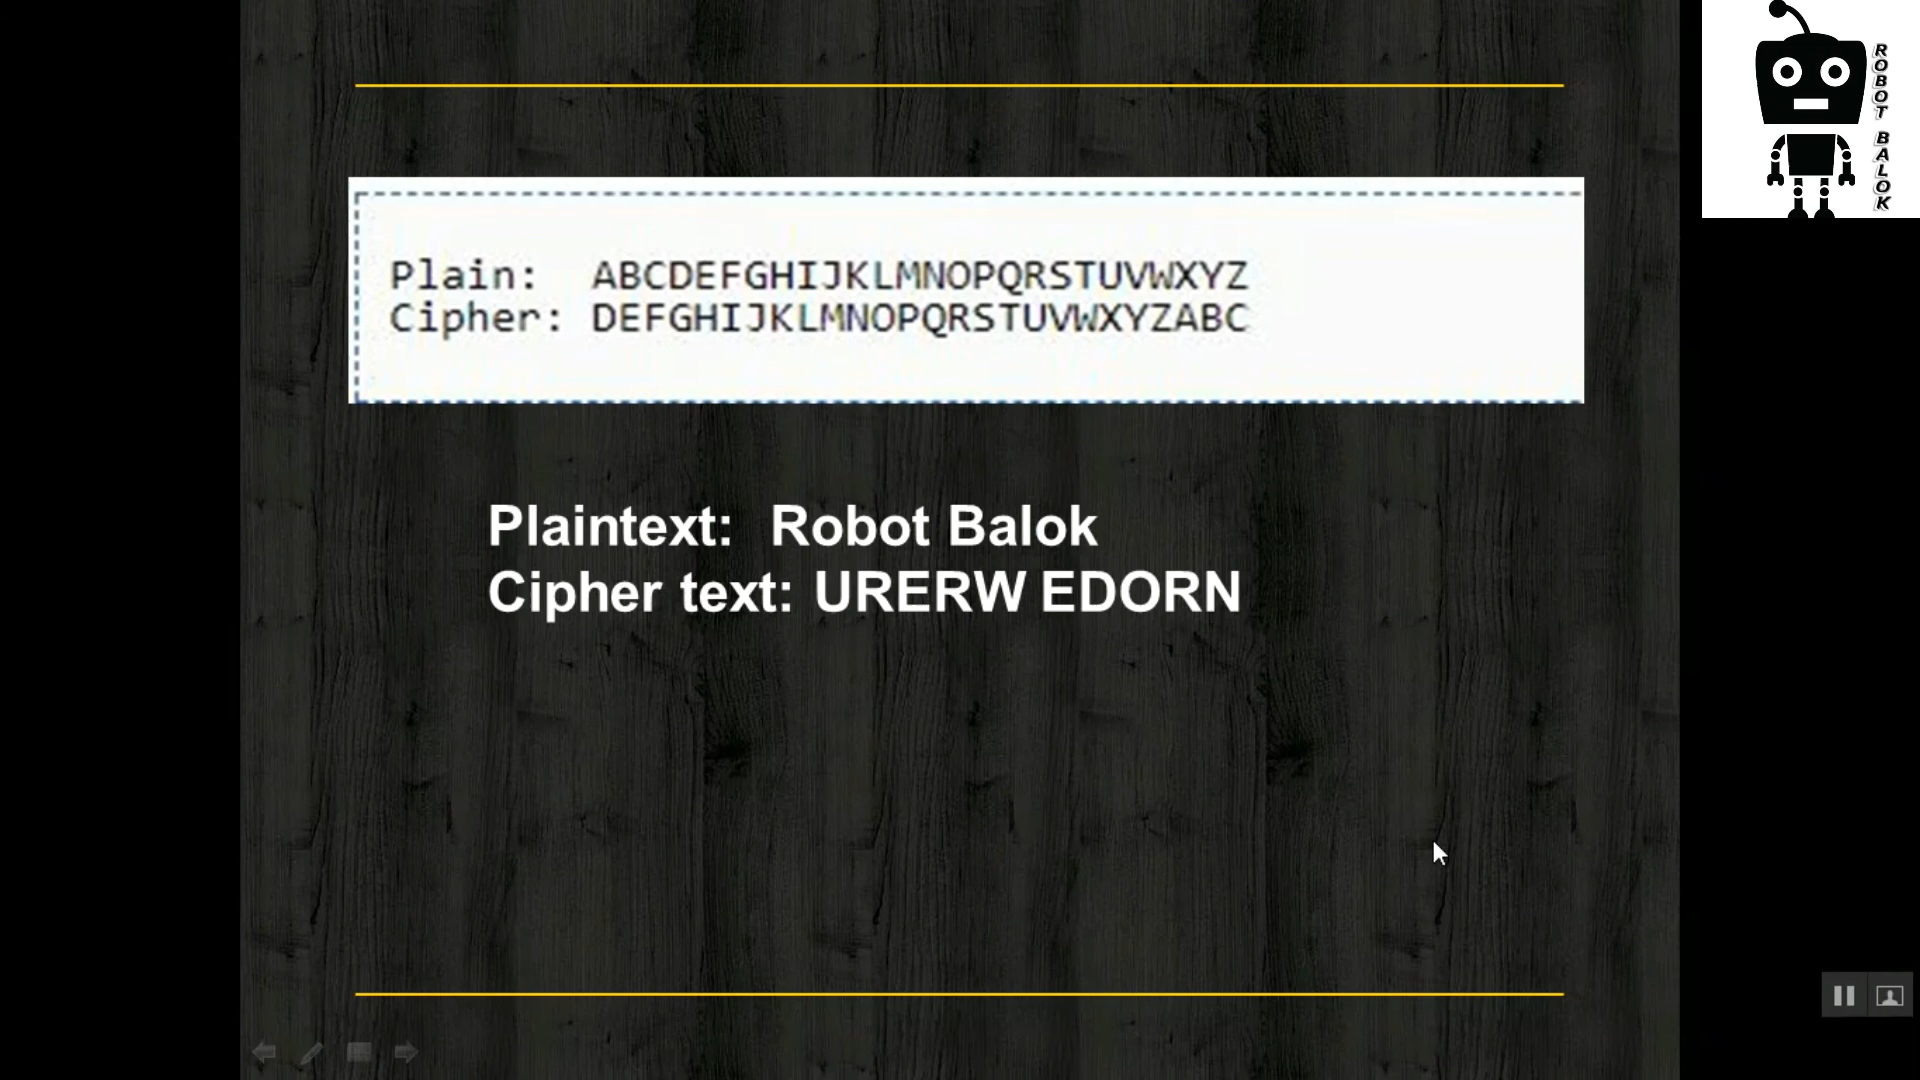 Plain: ABCDEFGHIJKLMNOPQRSTUVWXYZ
Cipher: DEFGHIJKLMNOPQRSTUVWXYZABC
Plaintext: Robot Balok
Cipher text: URERW EDORN
ROBOT BALOK